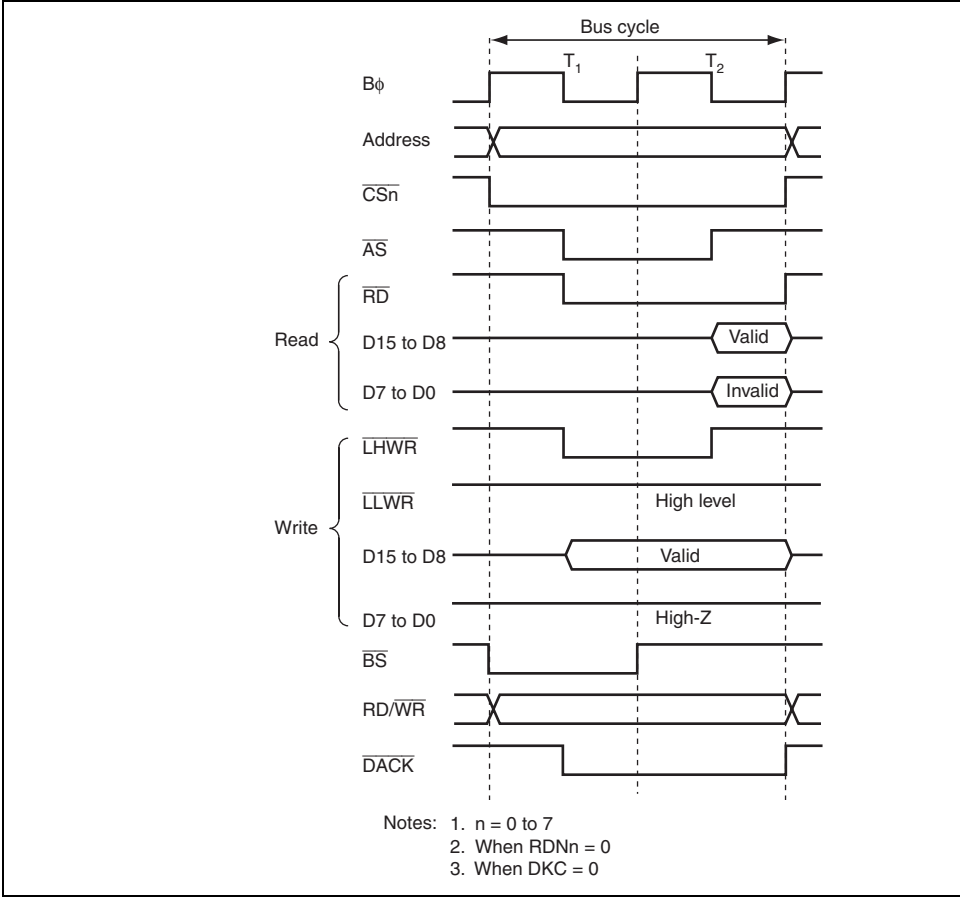 Bus cycle
T1 T2
Bϕ
Address
CSn
AS
RD
Read
D15 to D8 Valid
D7 to D0 Invalid
LHWR
LLWR High level
Write
D15 to D8 Valid
D7 to D0 High-Z
BS
RD/WR
DACK
Notes: 1. n = 0 to 7
2. When RDNn = 0
3. When DKC = 0